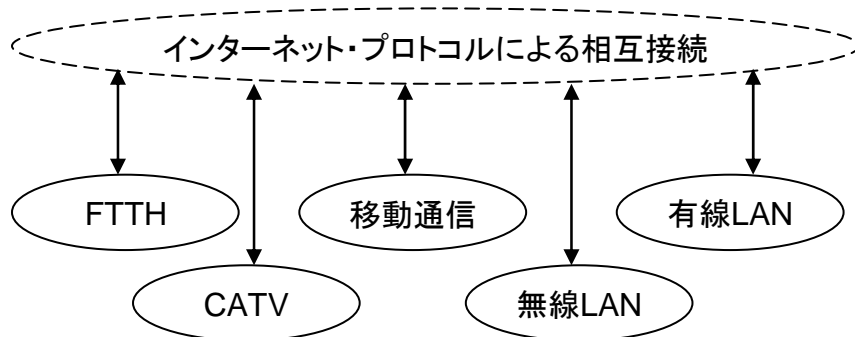 インターネット・プロトコルによる相互接続
FTTH
移動通信
有線LAN
CATV
無線LAN